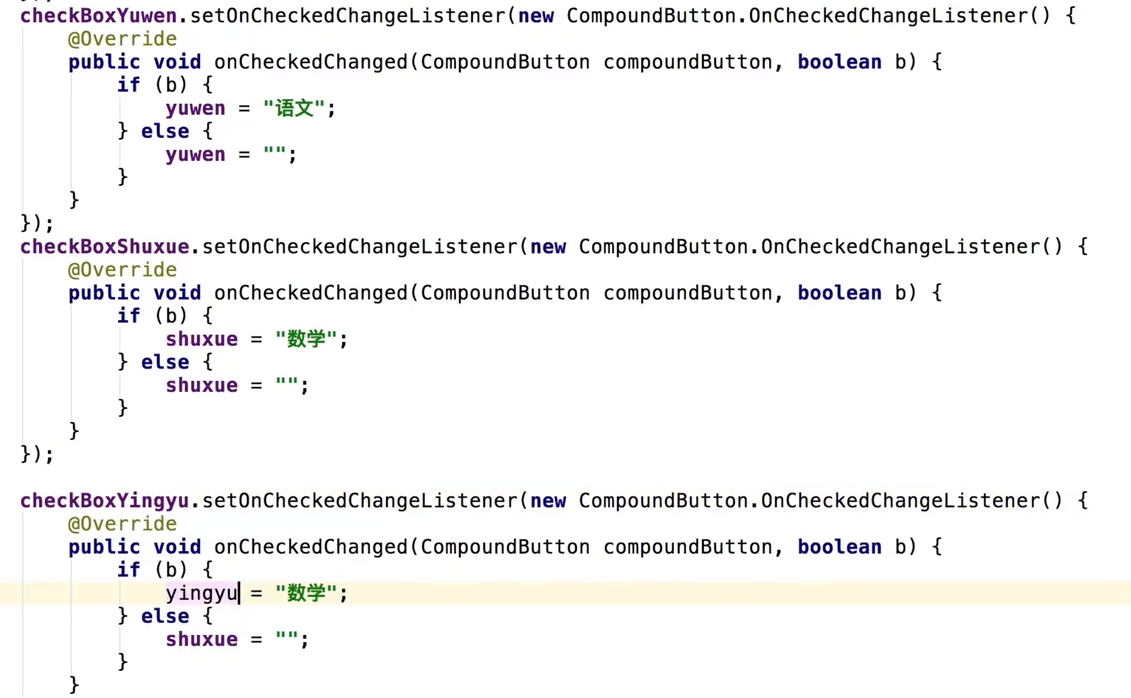 checkBoxYuwen.setOnCheckedChangeListener(new CompoundButton.OnCheckedChangeListener() {
    @Override
    public void onCheckedChanged(CompoundButton compoundButton, boolean b) {
        if (b) {
            yuwen = "语文";
        } else {
            yuwen = "";
        }
    }
});
checkBoxShuxue.setOnCheckedChangeListener(new CompoundButton.OnCheckedChangeListener() {
    @Override
    public void onCheckedChanged(CompoundButton compoundButton, boolean b) {
        if (b) {
            shuxue = "数学";
        } else {
            shuxue = "";
        }
    }
});
checkBoxYingyu.setOnCheckedChangeListener(new CompoundButton.OnCheckedChangeListener() {
    @Override
    public void onCheckedChanged(CompoundButton compoundButton, boolean b) {
        if (b) {
            yingyu = "数学";
        } else {
            shuxue = "";
        }
    }